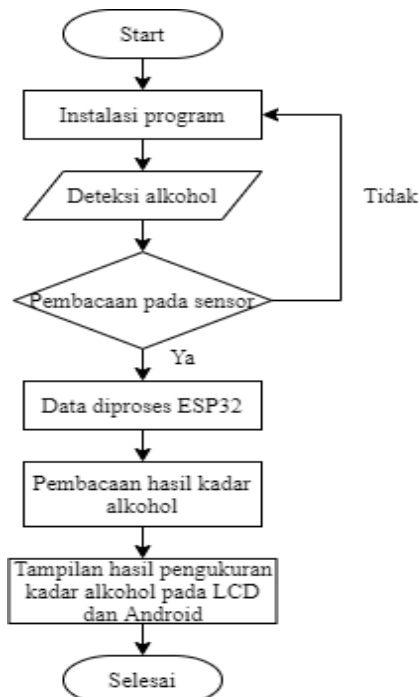 Start
Instalasi program
Deteksi alkohol
Tidak
Pembacaan pada sensor
Ya
Data diproses ESP32
Pembacaan hasil kadar
alkohol
Tampilan hasil pengukuran
kadar alkohol pada LCD
dan Android
Selesai